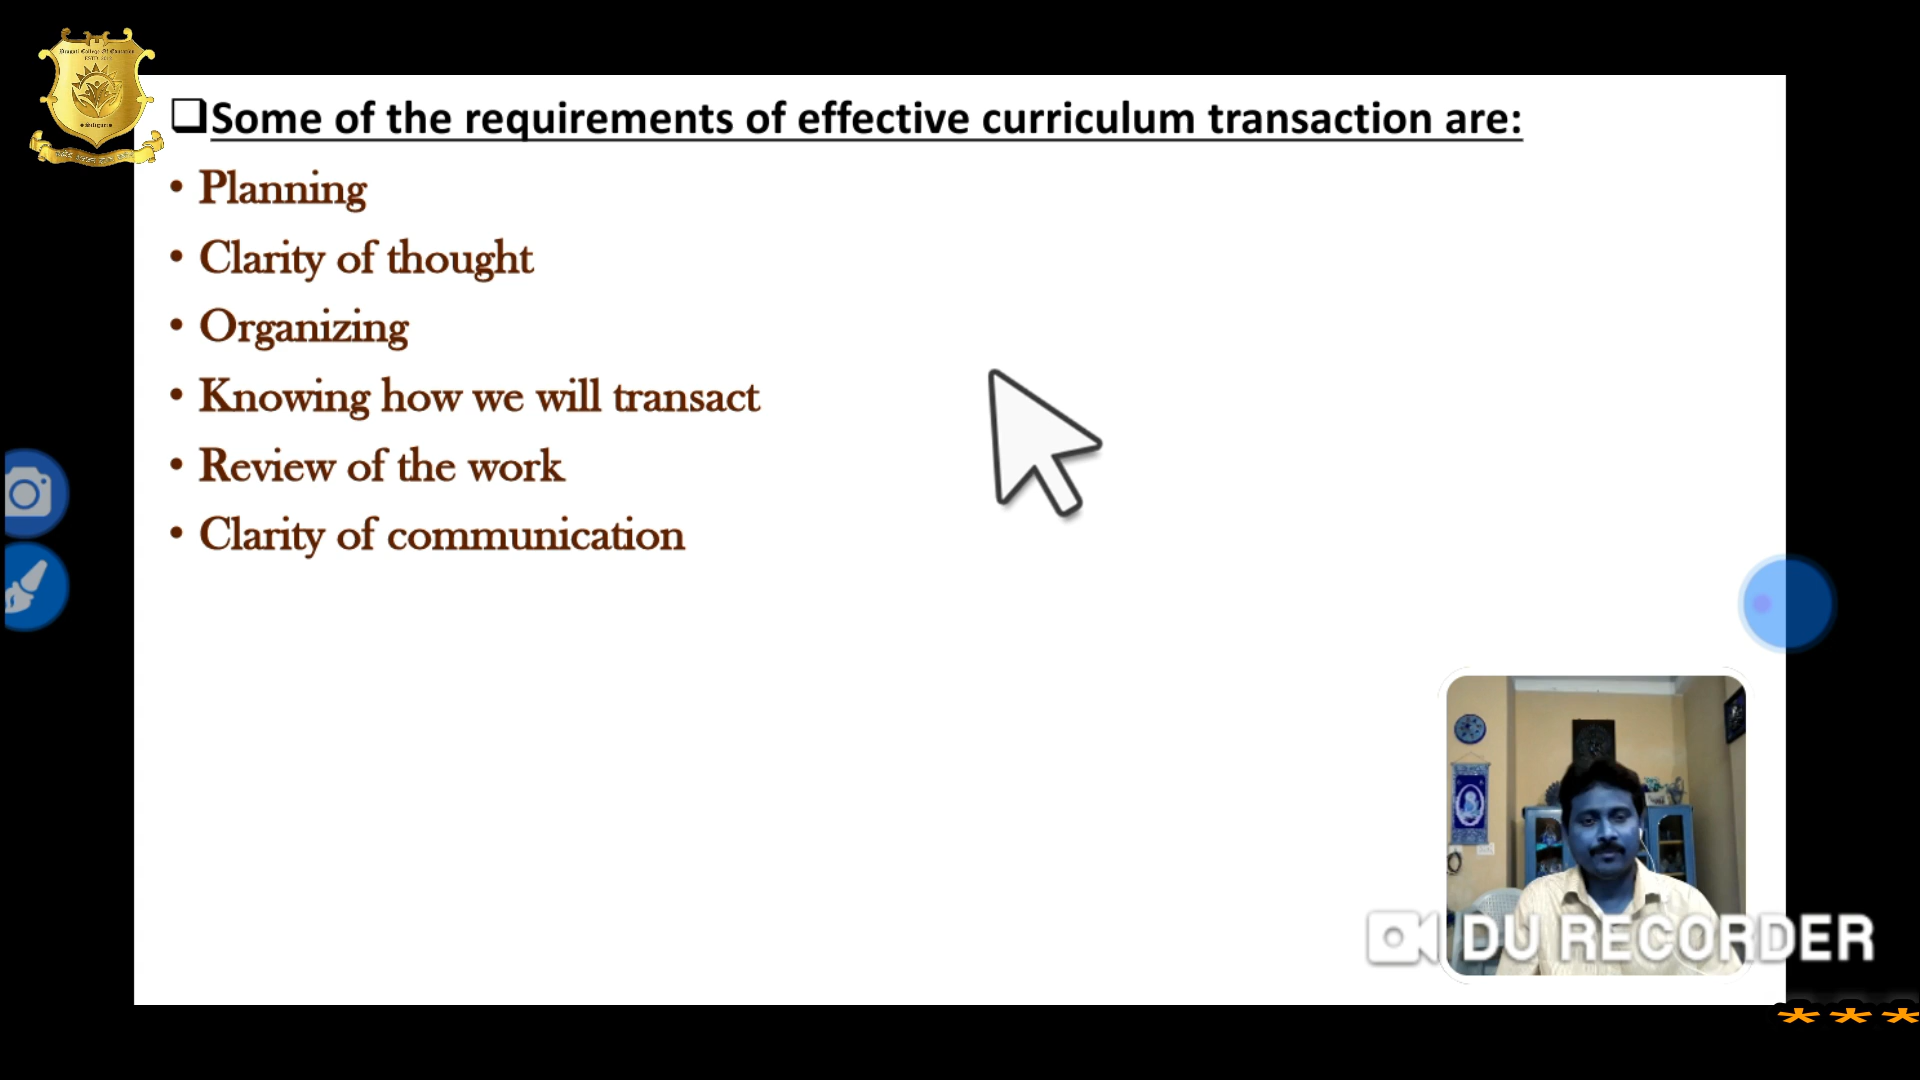 ❑Some of the requirements of effective curriculum transaction are:
• Planning
• Clarity of thought
• Organizing
• Knowing how we will transact
• Review of the work
• Clarity of communication
DU RECORDER
***